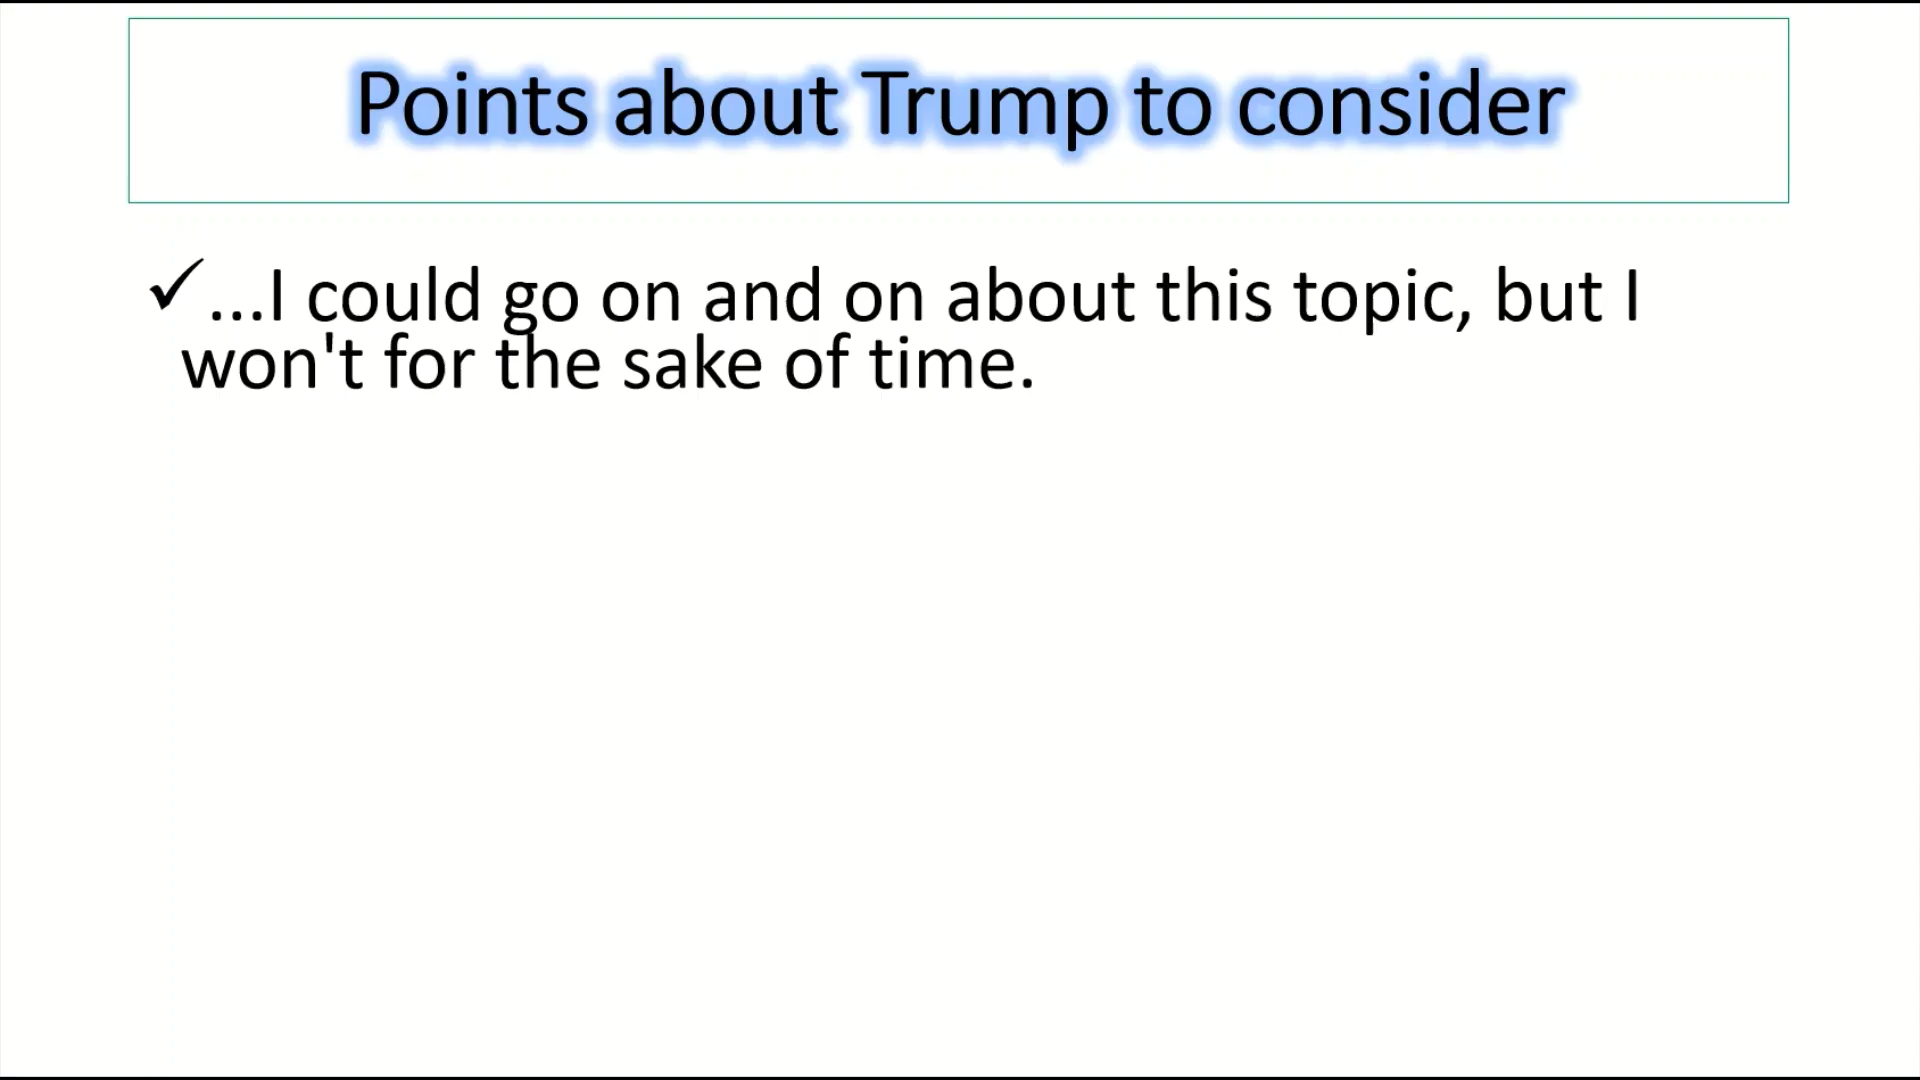 Points about Trump to consider
✓...I could go on and on about this topic, but I
won't for the sake of time.